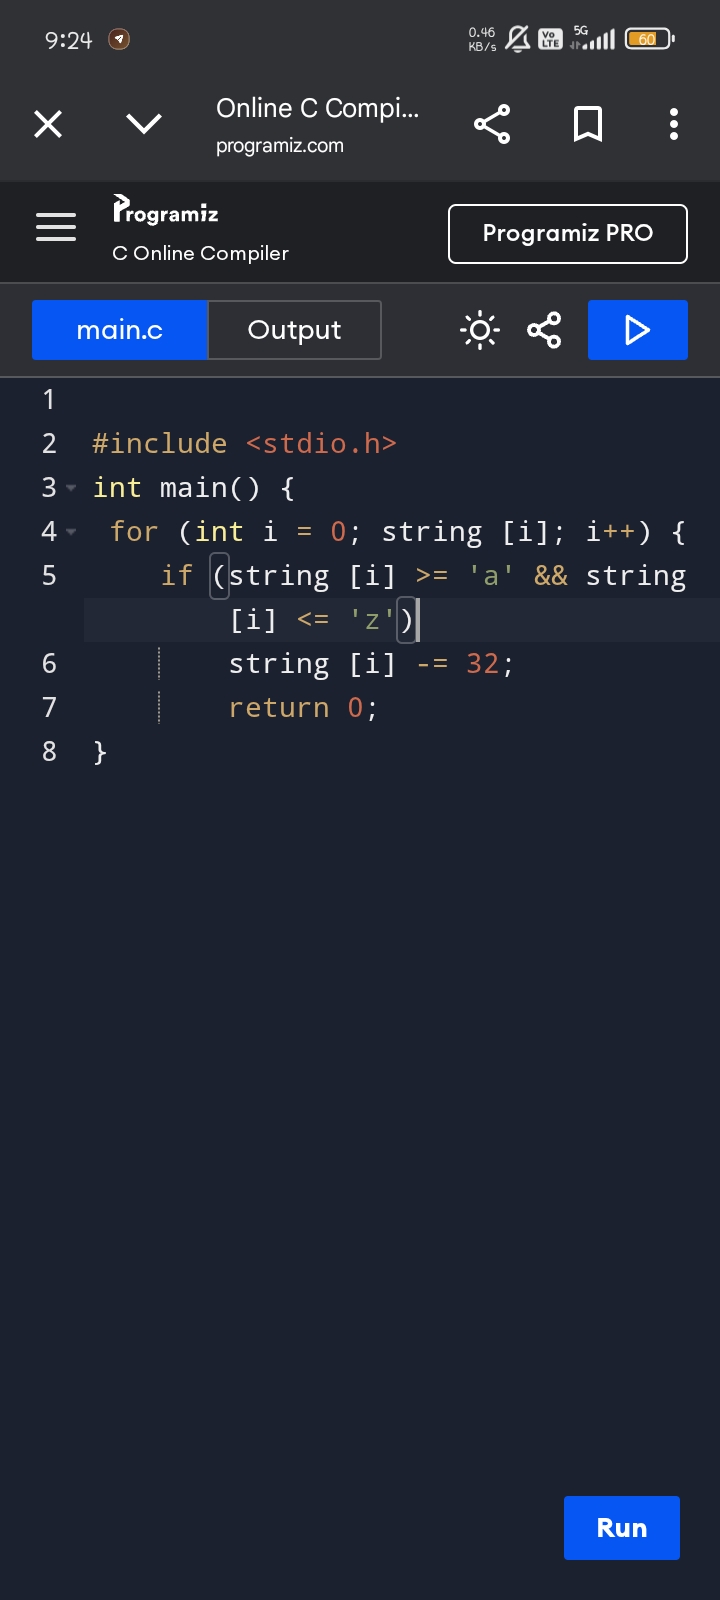 9:24
0.46 KB/s Vo LTE 5G 60
Online C Compi...
programiz.com
Programiz
C Online Compiler
Programiz PRO
main.c
Output
1
2 #include <stdio.h>
3 int main() {
4 for (int i = 0; string [i]; i++) {
5 if (string [i] >= 'a' && string
[i] <= 'z')
6 string [i] -= 32;
7 return 0;
8 }
Run